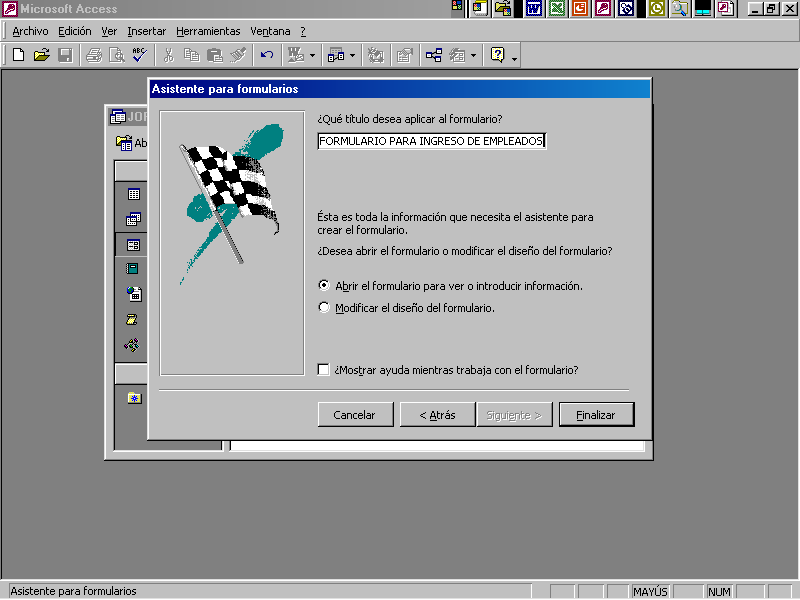 Microsoft Access
Archivo Edición Ver Insertar Herramientas Ventana ?
ABC
Asistente para formularios
¿Qué título desea aplicar al formulario?
FORMULARIO PARA INGRESO DE EMPLEADOS
Ab
Ésta es toda la información que necesita el asistente para
crear el formulario.
¿Desea abrir el formulario o modificar el diseño del formulario?
Abrir el formulario para ver o introducir información.
Modificar el diseño del formulario.
¿Mostrar ayuda mientras trabaja con el formulario?
Cancelar < Atrás Siguiente > Finalizar
Asistente para formularios MAYÚS NUM